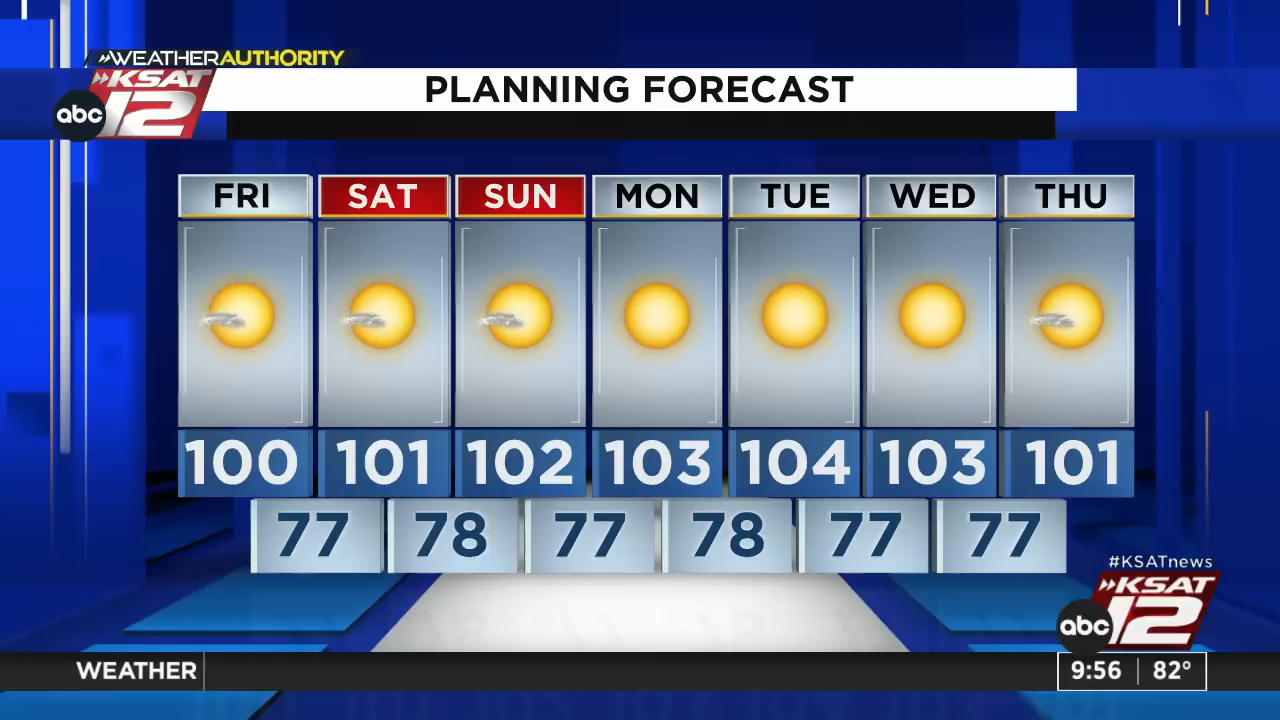 WEATHERAUTHORITY
KSAT
abc 12
PLANNING FORECAST
FRI SAT SUN MON TUE WED THU
100 101 102 103 104 103 101
77 78 77 78 77 77
#KSATnews
KSAT
abc 12
WEATHER
9:56 82°